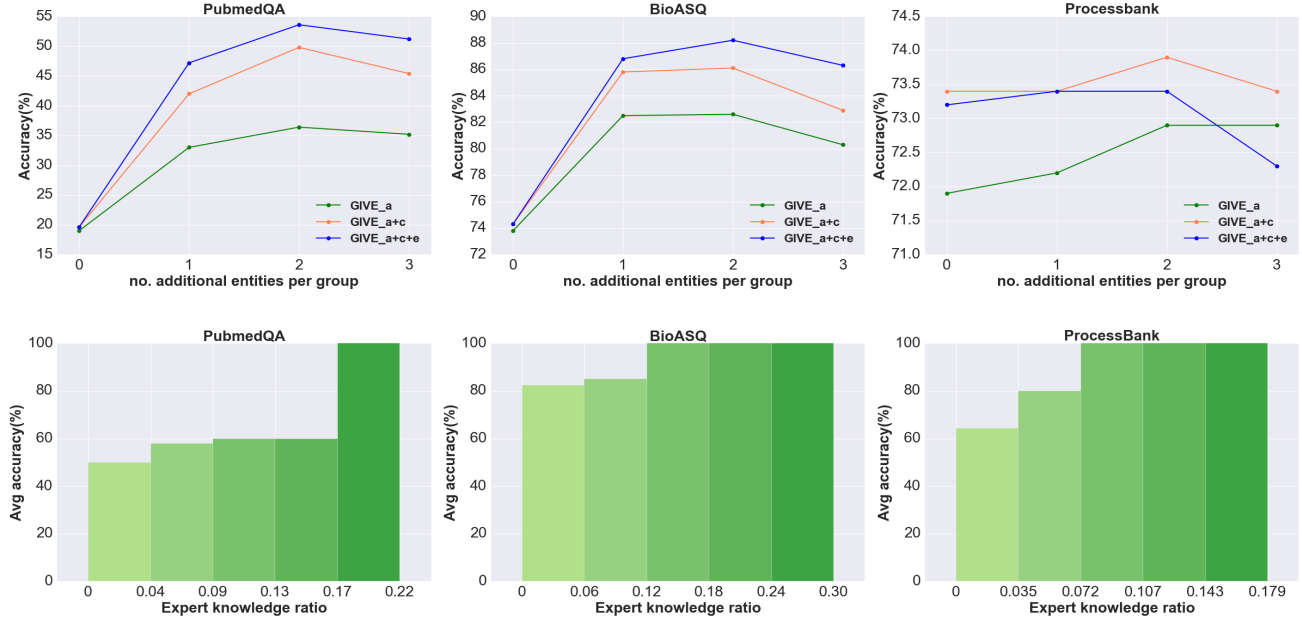 PubmedQA
55
50
45
40
35
30
25
20
15
Accuracy(%)
0 1 2 3
no. additional entities per group
GIVE_a
GIVE_a+c
GIVE_a+c+e
BioASQ
90
88
86
84
82
80
78
76
74
72
Accuracy(%)
0 1 2 3
no. additional entities per group
GIVE_a
GIVE_a+c
GIVE_a+c+e
Processbank
74.5
74.0
73.5
73.0
72.5
72.0
71.5
71.0
Accuracy(%)
0 1 2 3
no. additional entities per group
GIVE_a
GIVE_a+c
GIVE_a+c+e
PubmedQA
100
80
60
40
20
0
Avg accuracy(%)
0 0.04 0.09 0.13 0.17 0.22
Expert knowledge ratio
BioASQ
100
80
60
40
20
0
Avg accuracy(%)
0 0.06 0.12 0.18 0.24 0.30
Expert knowledge ratio
ProcessBank
100
80
60
40
20
0
Avg accuracy(%)
0 0.035 0.072 0.107 0.143 0.179
Expert knowledge ratio